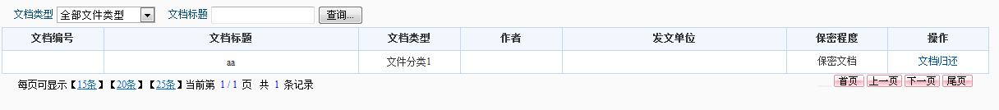 文档类型 全部文件类型 文档标题 查询...
文档编号 文档标题 文档类型 作者 发文单位 保密程度 操作
aa 文件分类1 保密文档 文档归还
每页可显示【15条】【20条】【25条】当前第 1 / 1 页 共 1 条记录 首页 上一页 下一页 尾页